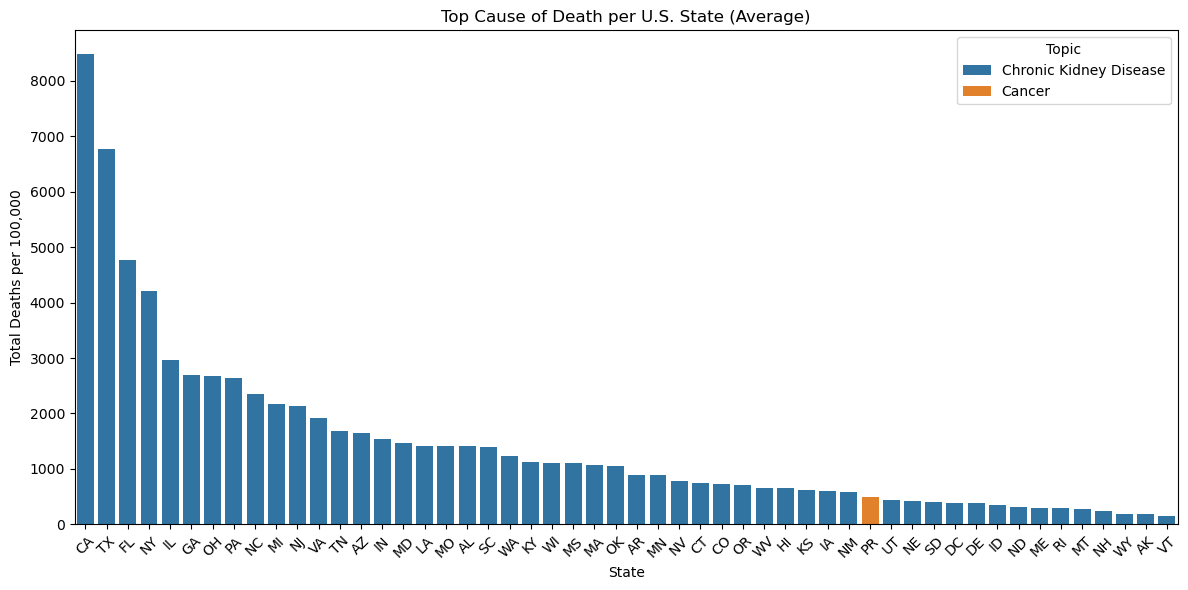 Top Cause of Death per U.S. State (Average)
Topic
Chronic Kidney Disease
Cancer
Total Deaths per 100,000
8000
7000
6000
5000
4000
3000
2000
1000
0
CA TX FL NY IL GA OH PA NC MI NJ VA TN AZ IN MD LA MO AL SC WA KY WI MS MA OK AR MN NV CT CO OR WV HI KS IA NM PR UT NE SD DC DE ID ND ME RI MT NH WY AK VT
State